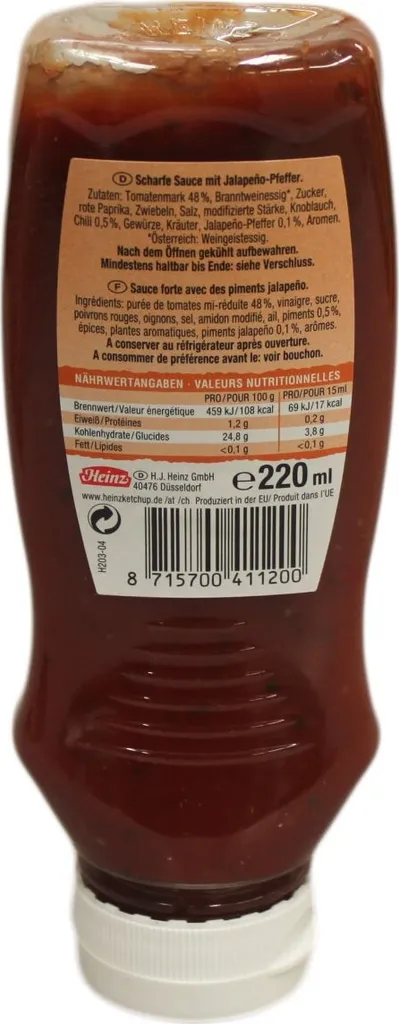 D Scharfe Sauce mit Jalapeño-Pfeffer.
Zutaten: Tomatenmark 48 %, Branntweinessig*, Zucker,
rote Paprika, Zwiebeln, Salz, modifizierte Stärke, Knoblauch,
Chili 0,5 %, Gewürze, Kräuter, Jalapeño-Pfeffer 0,1 %, Aromen.
*Österreich: Weingeistessig.
Nach dem Öffnen gekühlt aufbewahren.
Mindestens haltbar bis Ende: siehe Verschluss.
F Sauce forte avec des piments jalapeño.
Ingrédients: purée de tomates mi-réduite 48 %, vinaigre, sucre,
poivrons rouges, oignons, sel, amidon modifié, ail, piments 0,5 %,
épices, plantes aromatiques, piments jalapeño 0,1 %, arômes.
A conserver au réfrigérateur après ouverture.
A consommer de préférence avant le: voir bouchon.
NÄHRWERTANGABEN · VALEURS NUTRITIONNELLES
PRO/POUR 100 g PRO/POUR 15 ml
Brennwert/Valeur énergétique 459 kJ/108 kcal 69 kJ/17 kcal
Eiweiß/Protéines 1,2 g 0,2 g
Kohlenhydrate/Glucides 24,8 g 3,8 g
Fett/Lipides <0,1 g <0,1 g
Heinz D H.J. Heinz GmbH
40476 Düsseldorf
e 220 ml
www.heinzketchup.de /at /ch Produziert in der EU/ Produit dans l'UE
H203-04
8 715700 411200